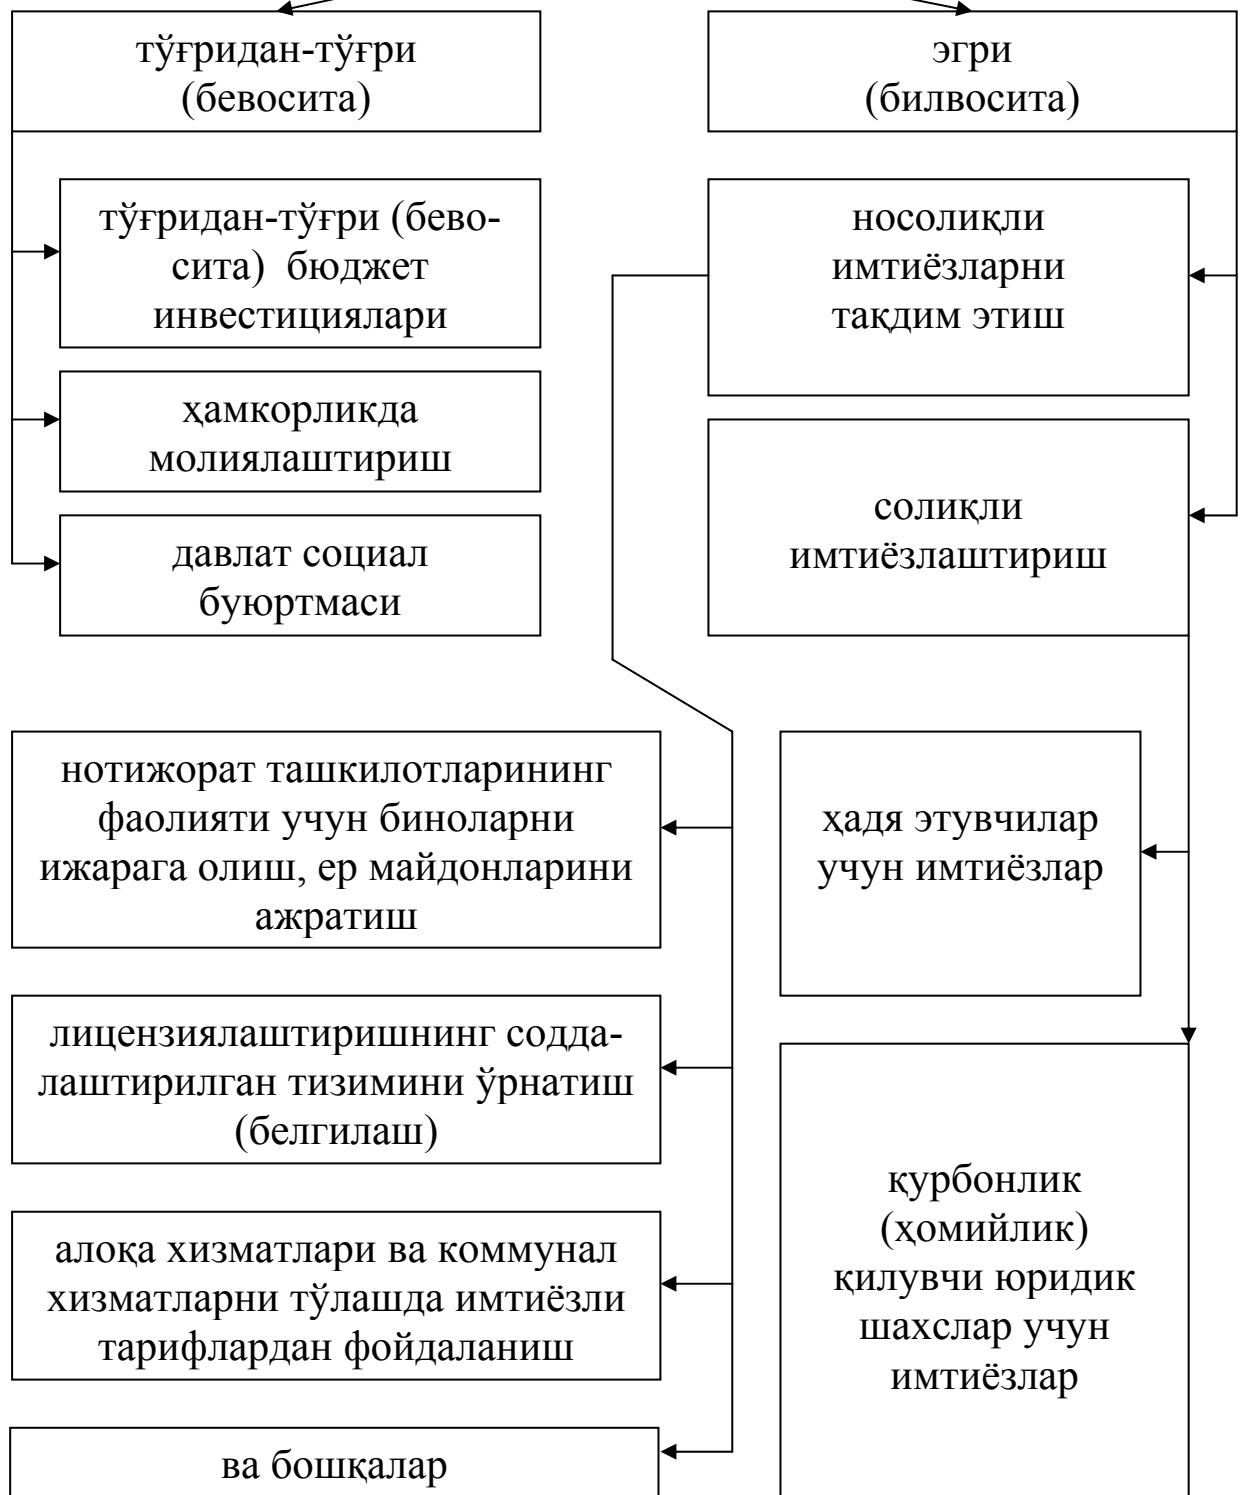 тўғридан-тўғри
(бевосита)
эгри
(билвосита)
тўғридан-тўғри (бево-
сита) бюджет
инвестициялари
ҳамкорликда
молиялаштириш
давлат социал
буюртмаси
носолиқли
имтиёзларни
тақдим этиш
солиқли
имтиёзлаштириш
нотижорат ташкилотларининг
фаолияти учун биноларни
ижарага олиш, ер майдонларини
ажратиш
лицензиялаштиришнинг содда-
лаштирилган тизимини ўрнатиш
(белгилаш)
алоқа хизматлари ва коммунал
хизматларни тўлашда имтиёзли
тарифлардан фойдаланиш
ва бошқалар
ҳадя этувчилар
учун имтиёзлар
қурбонлик
(ҳомийлик)
қилувчи юридик
шахслар учун
имтиёзлар